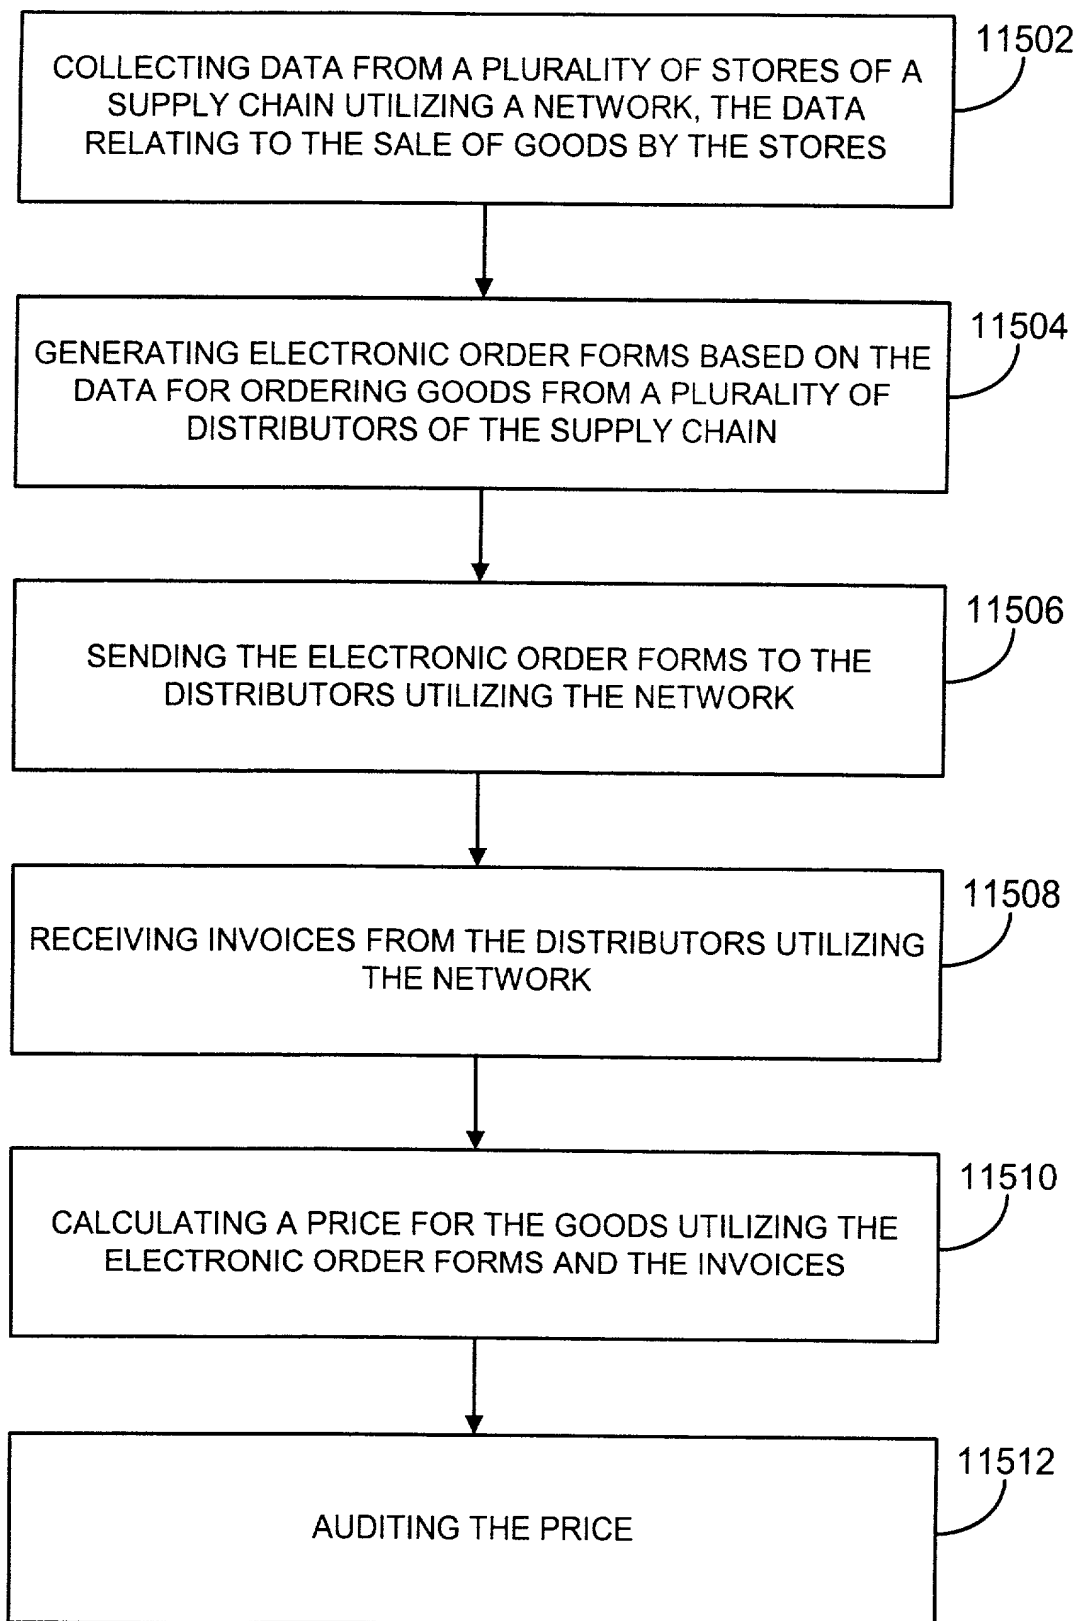 11502
COLLECTING DATA FROM A PLURALITY OF STORES OF A
SUPPLY CHAIN UTILIZING A NETWORK, THE DATA
RELATING TO THE SALE OF GOODS BY THE STORES
11504
GENERATING ELECTRONIC ORDER FORMS BASED ON THE
DATA FOR ORDERING GOODS FROM A PLURALITY OF
DISTRIBUTORS OF THE SUPPLY CHAIN
11506
SENDING THE ELECTRONIC ORDER FORMS TO THE
DISTRIBUTORS UTILIZING THE NETWORK
11508
RECEIVING INVOICES FROM THE DISTRIBUTORS UTILIZING
THE NETWORK
11510
CALCULATING A PRICE FOR THE GOODS UTILIZING THE
ELECTRONIC ORDER FORMS AND THE INVOICES
11512
AUDITING THE PRICE